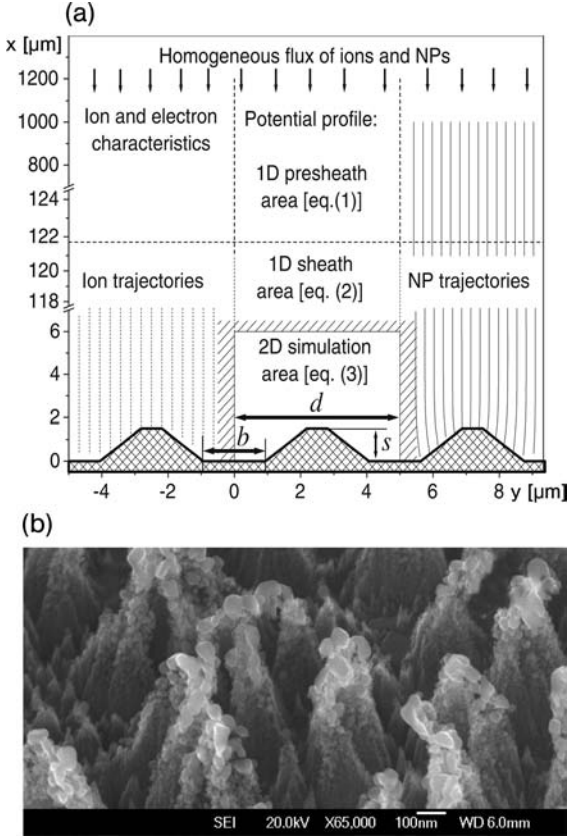 (a)
x [μm]
Homogeneous flux of ions and NPs
1200
1000
800
124
122
120
118
6
4
2
0
Ion and electron
characteristics
Potential profile:
1D presheath
area [eq.(1)]
Ion trajectories
1D sheath
area [eq. (2)]
NP trajectories
2D simulation
area [eq. (3)]
d
b
s
-4 -2 0 2 4 6 8 y [μm]
(b)
SEI 20.0kV X65,000 100nm WD 6.0mm